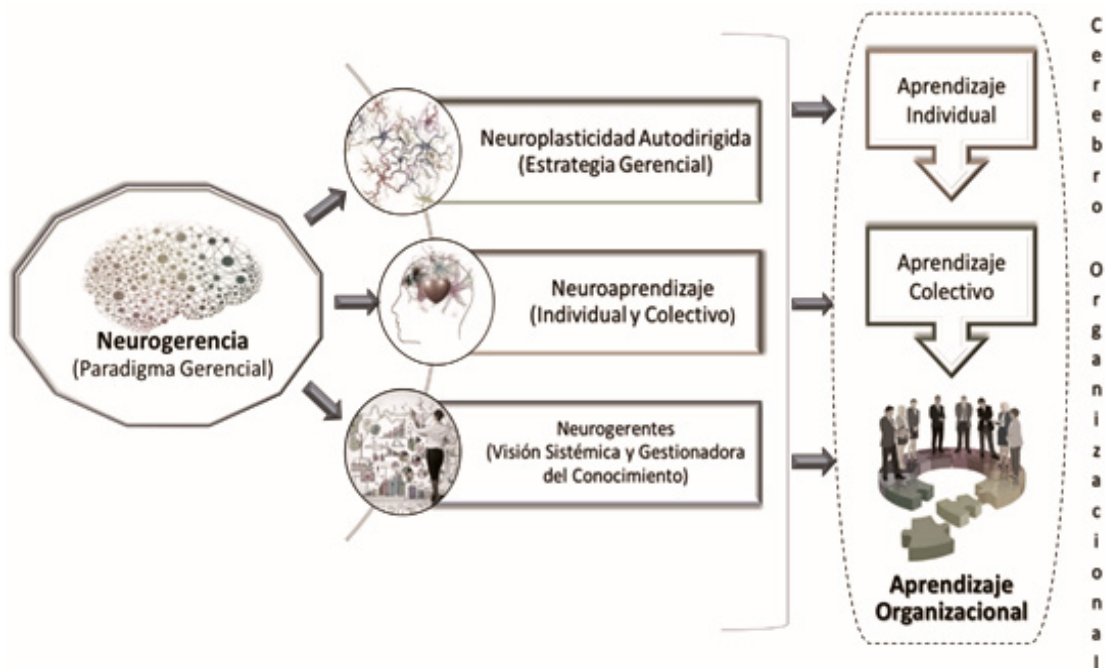 Neurogerencia
(Paradigma Gerencial)
Neuroplasticidad Autodirigida
(Estrategia Gerencial)
Neuroaprendizaje
(Individual y Colectivo)
Neurogerentes
(Visión Sistémica y Gestionadora
del Conocimiento)
Aprendizaje
Individual
Aprendizaje
Colectivo
Aprendizaje
Organizacional
Cerebro Organizacional